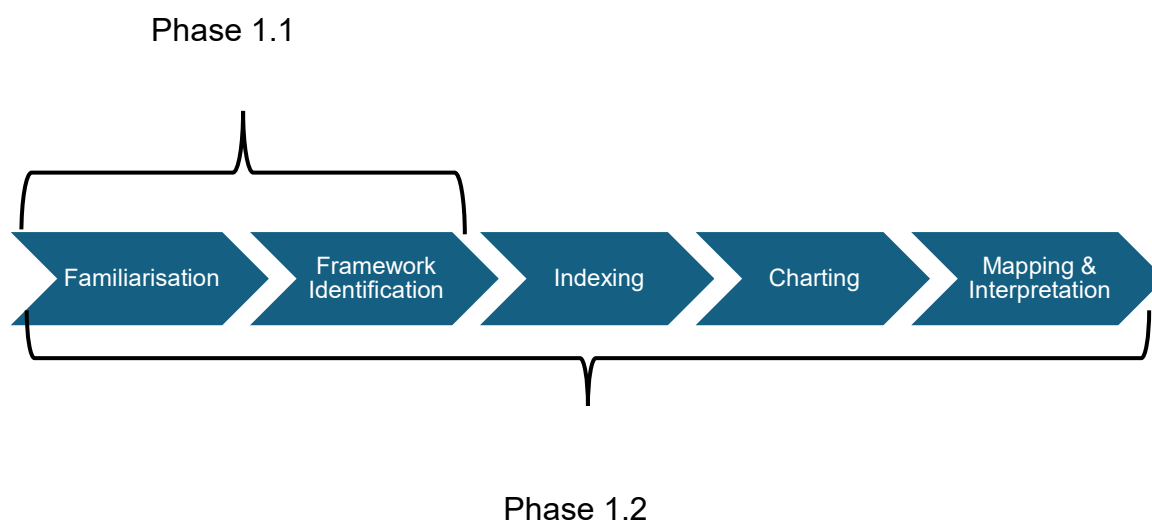 Phase 1.1
Familiarisation
Framework
Identification
Indexing
Charting
Mapping &
Interpretation
Phase 1.2